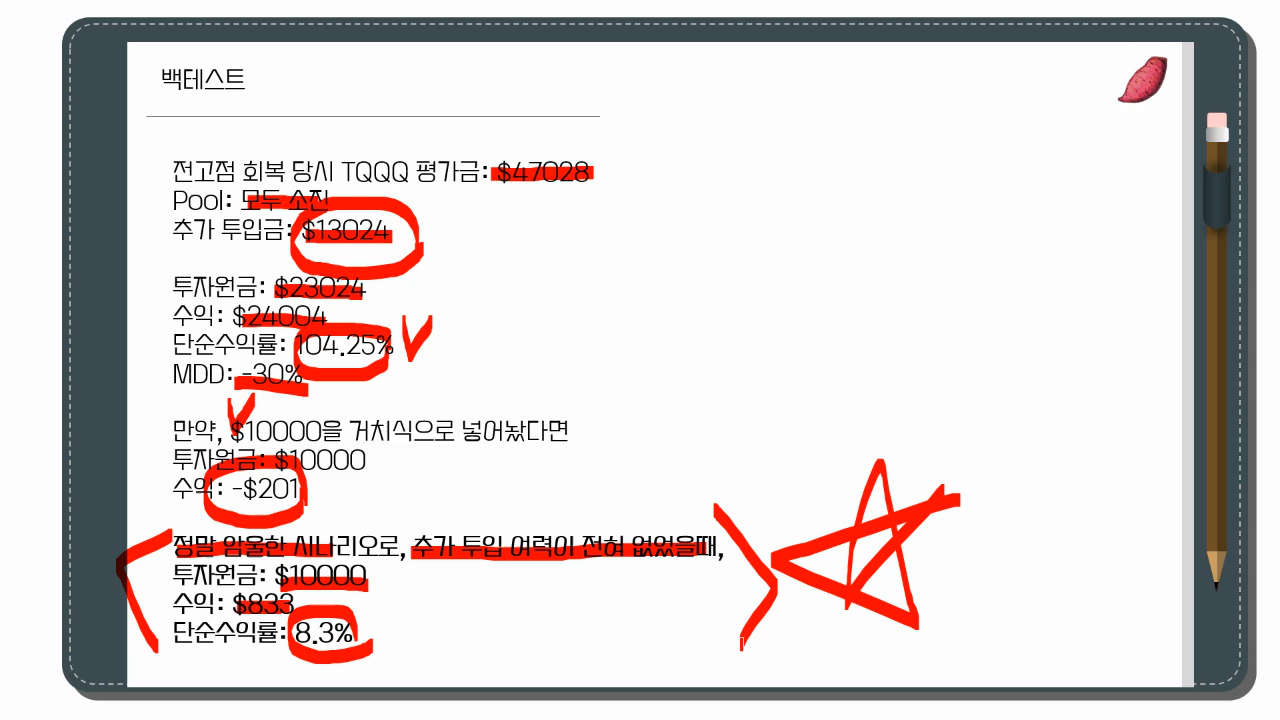 백테스트
전고점 회복 당시 TQQQ 평가금: $47028
Pool: 모두 소진
추가 투입금: $13024
투자원금: $23024
수익: $24004
단순수익률: 104.25%
MDD: -30%
만약, $10000을 거치식으로 넣어놨다면
투자원금: $10000
수익: -$201
정말 암울한 시나리오로, 추가 투입 여력이 전혀 없었을때,
투자원금: $10000
수익: $833
단순수익률: 8.3%